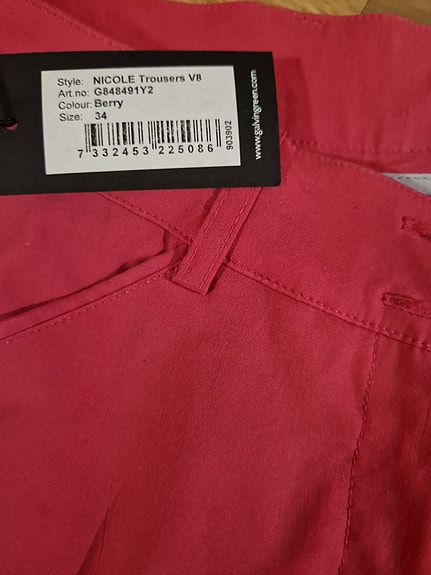 Style: NICOLE Trousers V8
Art.no: G848491Y2
Colour: Berry
Size: 34
7 332453 225086
903902
www.galvingreen.com